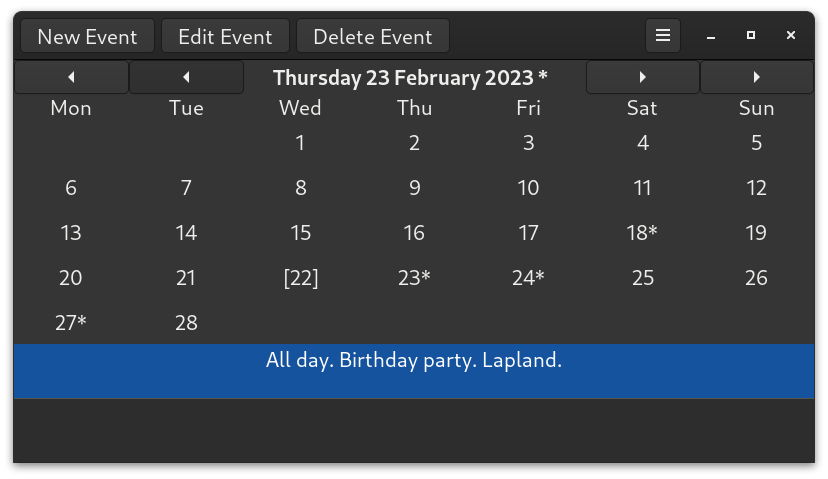 New Event Edit Event Delete Event
Thursday 23 February 2023 *
Mon Tue Wed Thu Fri Sat Sun
1 2 3 4 5
6 7 8 9 10 11 12
13 14 15 16 17 18* 19
20 21 [22] 23* 24* 25 26
27* 28
All day. Birthday party. Lapland.